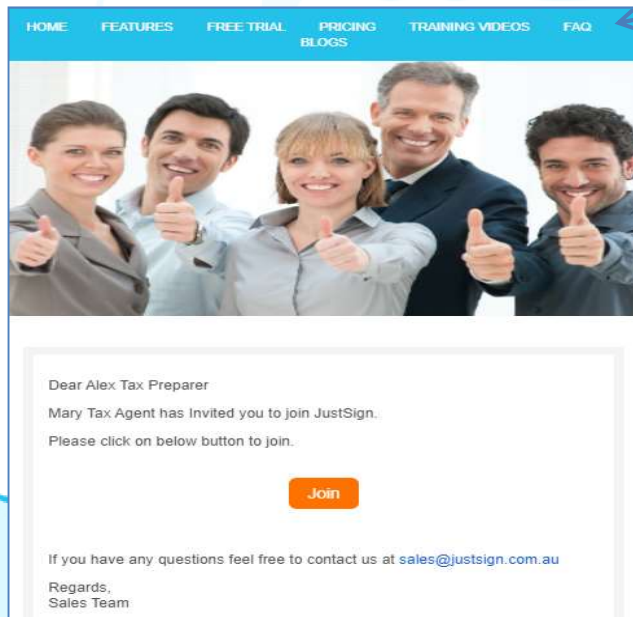 HOME FEATURES FREE TRIAL PRICING TRAINING VIDEOS FAQ
BLOGS
Dear Alex Tax Preparer
Mary Tax Agent has Invited you to join JustSign.
Please click on below button to join.
Join
If you have any questions feel free to contact us at sales@justsign.com.au
Regards,
Sales Team